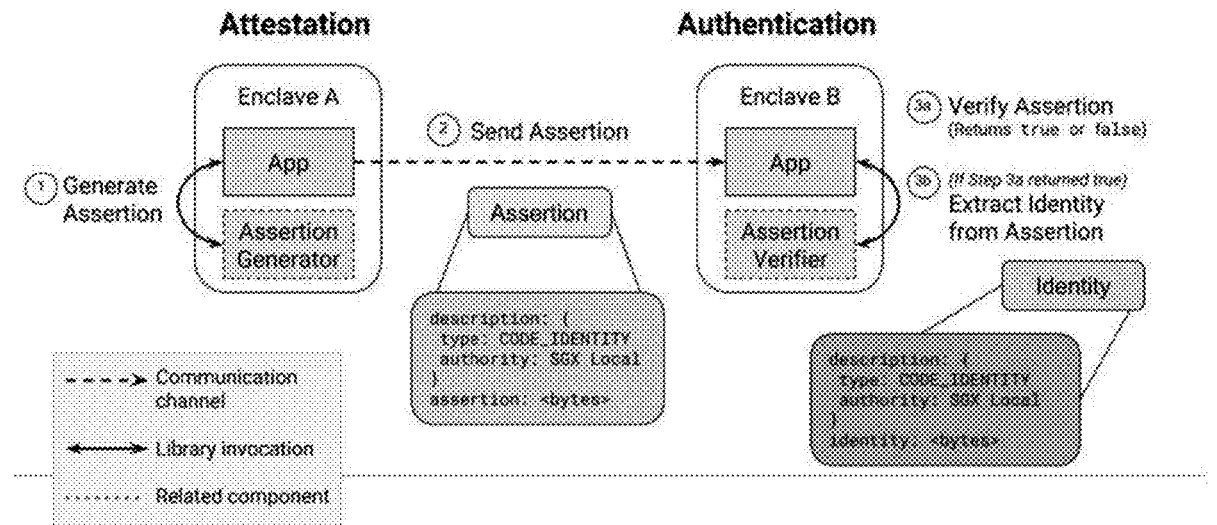 Attestation
Authentication
Enclave A
Enclave B
App
App
1
Generate
Assertion
Assertion
Generator
2 Send Assertion
Assertion
Verifier
3a Verify Assertion
(Returns true or false)
3b (If Step 3a returned true)
Extract Identity
from Assertion
Assertion
description: {
type: CODE_IDENTITY
authority: SGX Local
}
assertion: <bytes>
Identity
description: {
type: CODE_IDENTITY
authority: SGX Local
}
identity: <bytes>
Communication
channel
Library invocation
Related component